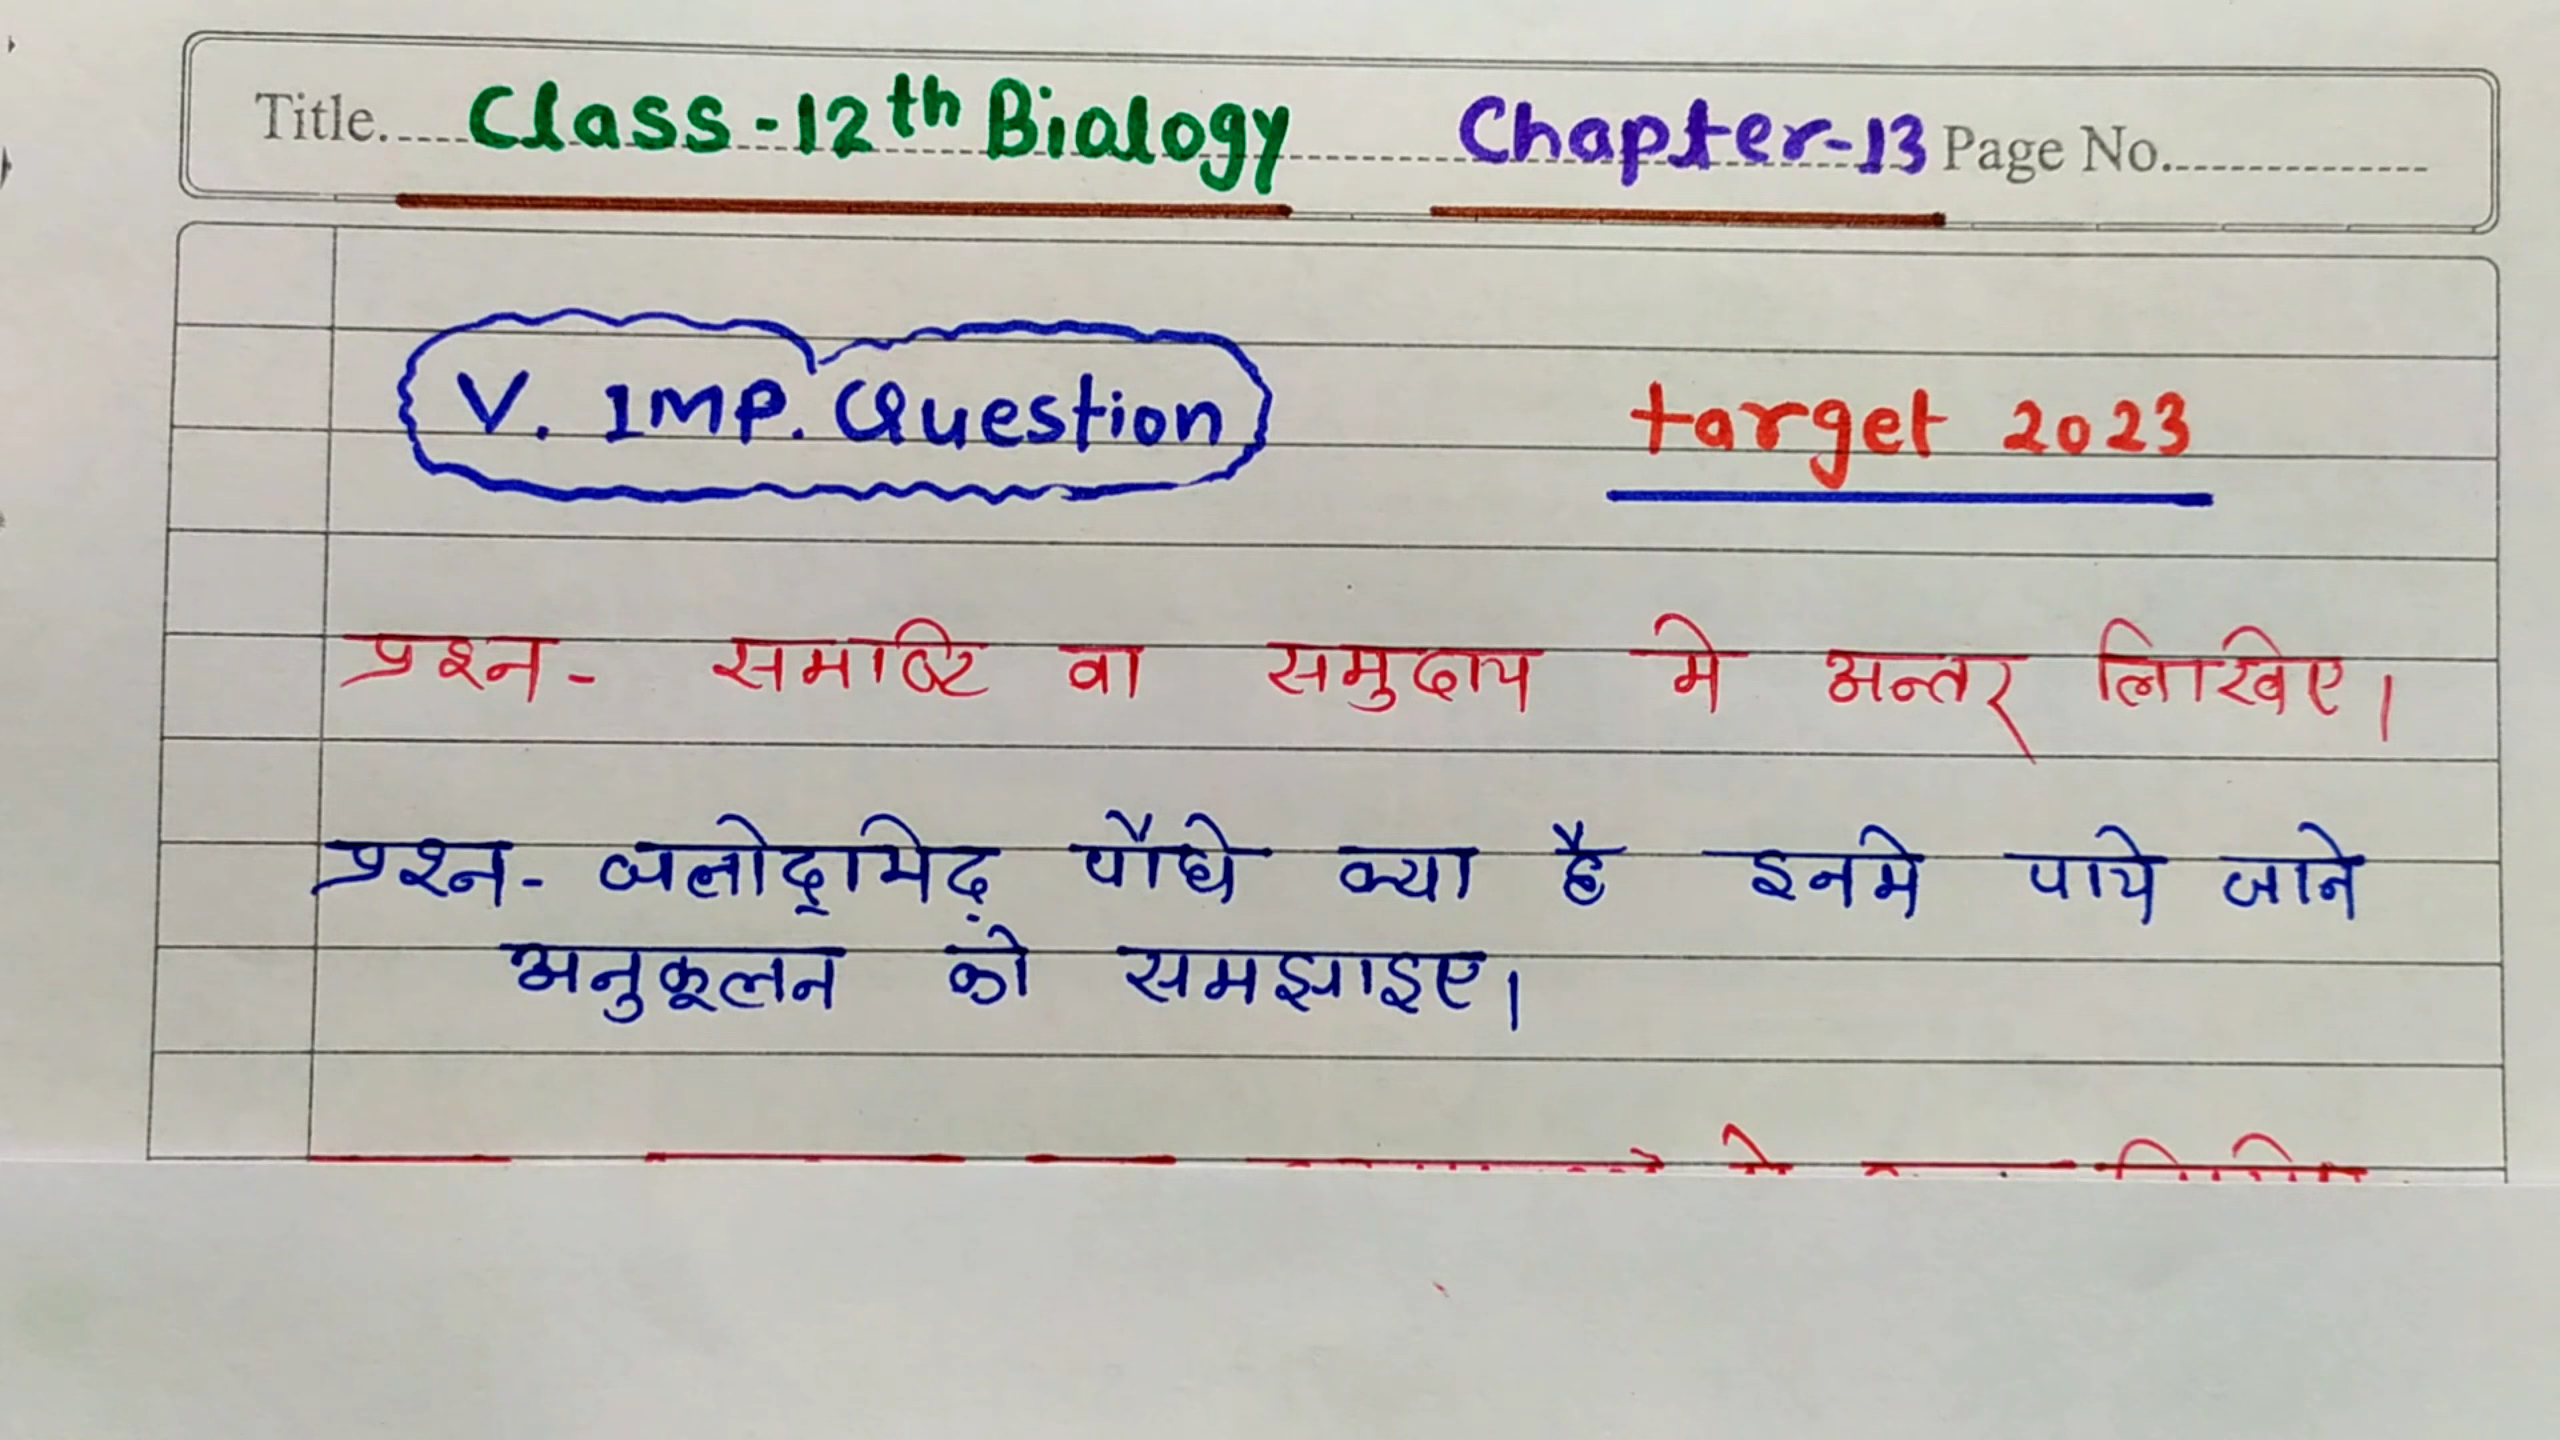 Title. Class-12th Biology Chapter-13 Page No.
V. IMP. Question target 2023
प्रश्न- समष्टि वा समुदाय मे अन्तर लिखिए।
प्रश्न- जलोद्भिद् पौधे क्या है इनमे पाये जाने
अनुकूलन को समझाइए।